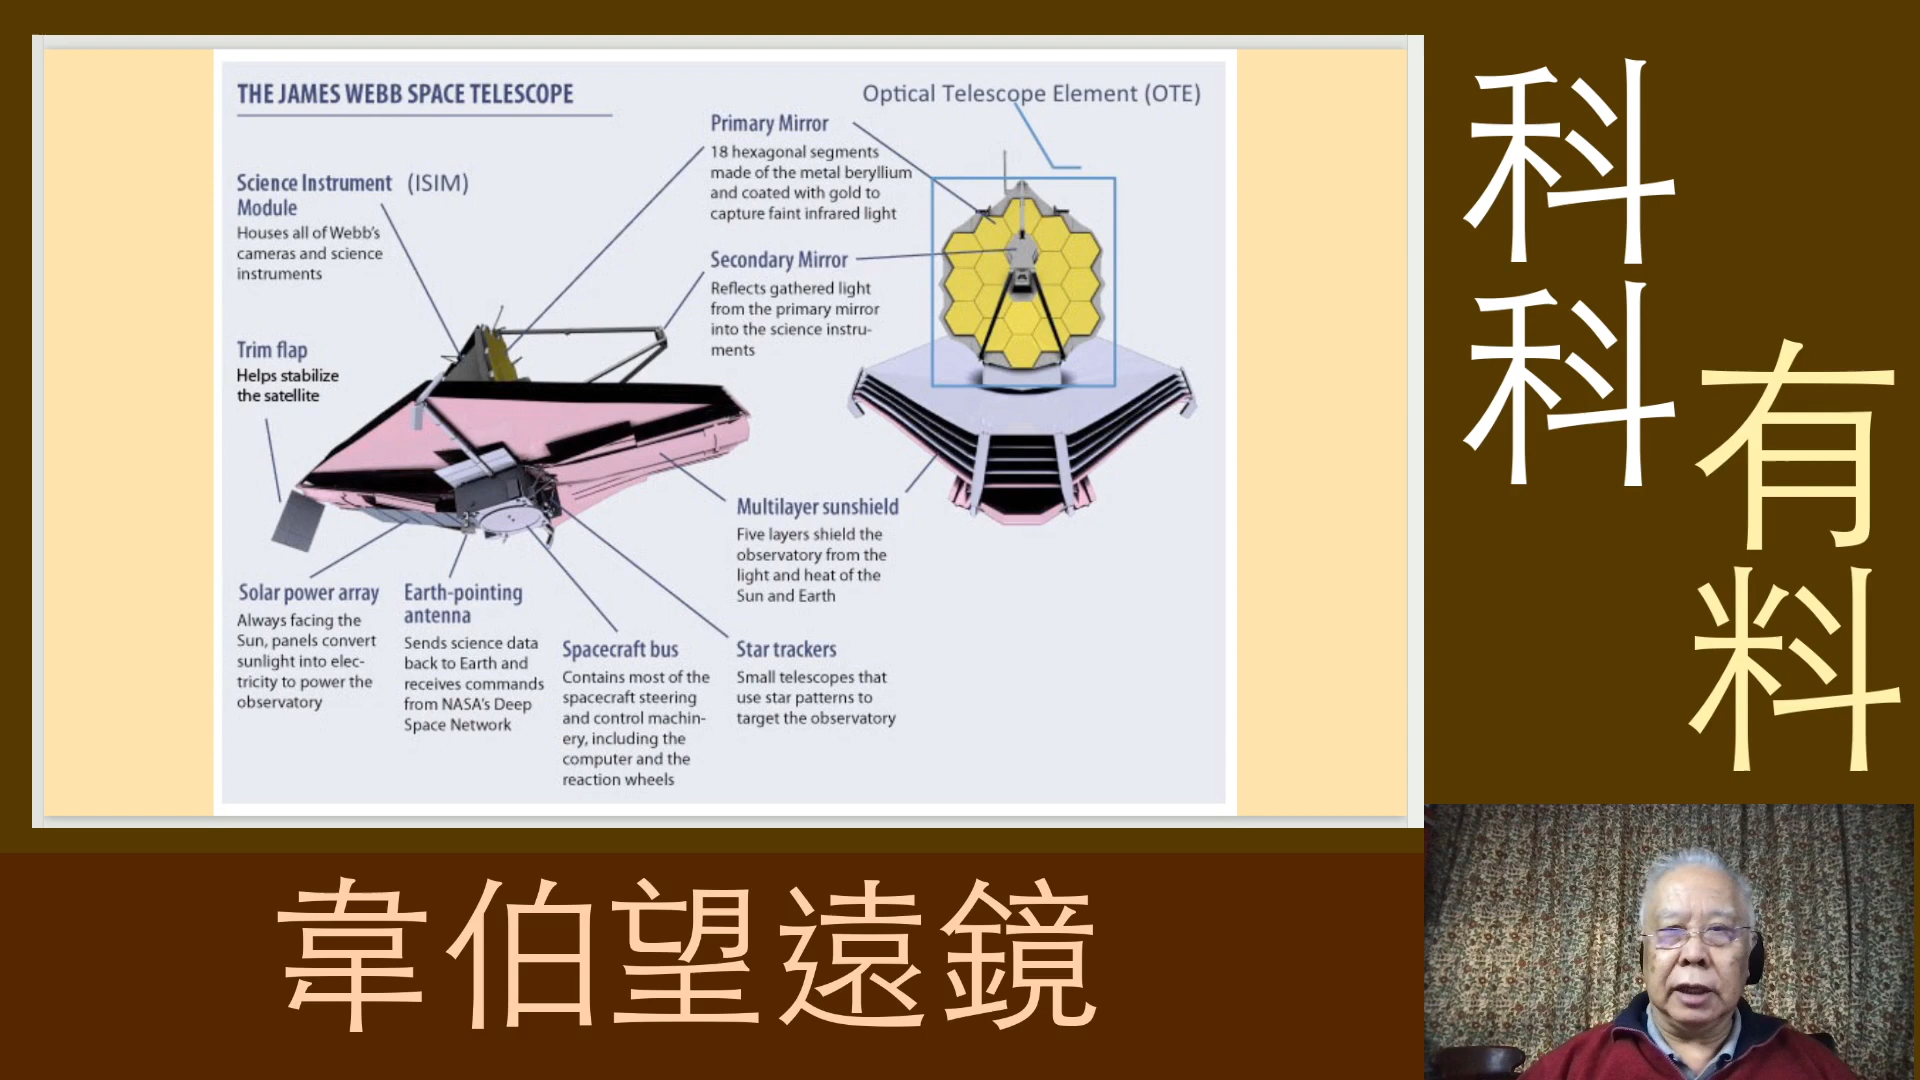 THE JAMES WEBB SPACE TELESCOPE
Optical Telescope Element (OTE)
Primary Mirror
18 hexagonal segments
made of the metal beryllium
and coated with gold to
capture faint infrared light
Science Instrument (ISIM)
Module
Houses all of Webb's
cameras and science
instruments
Secondary Mirror
Reflects gathered light
from the primary mirror
into the science instru-
ments
Trim flap
Helps stabilize
the satellite
Multilayer sunshield
Five layers shield the
observatory from the
light and heat of the
Sun and Earth
Solar power array
Always facing the
Sun, panels convert
sunlight into elec-
tricity to power the
observatory
Earth-pointing
antenna
Sends science data
back to Earth and
receives commands
from NASA's Deep
Space Network
Spacecraft bus
Contains most of the
spacecraft steering
and control machin-
ery, including the
computer and the
reaction wheels
Star trackers
Small telescopes that
use star patterns to
target the observatory
科科
有料
韋伯望遠鏡